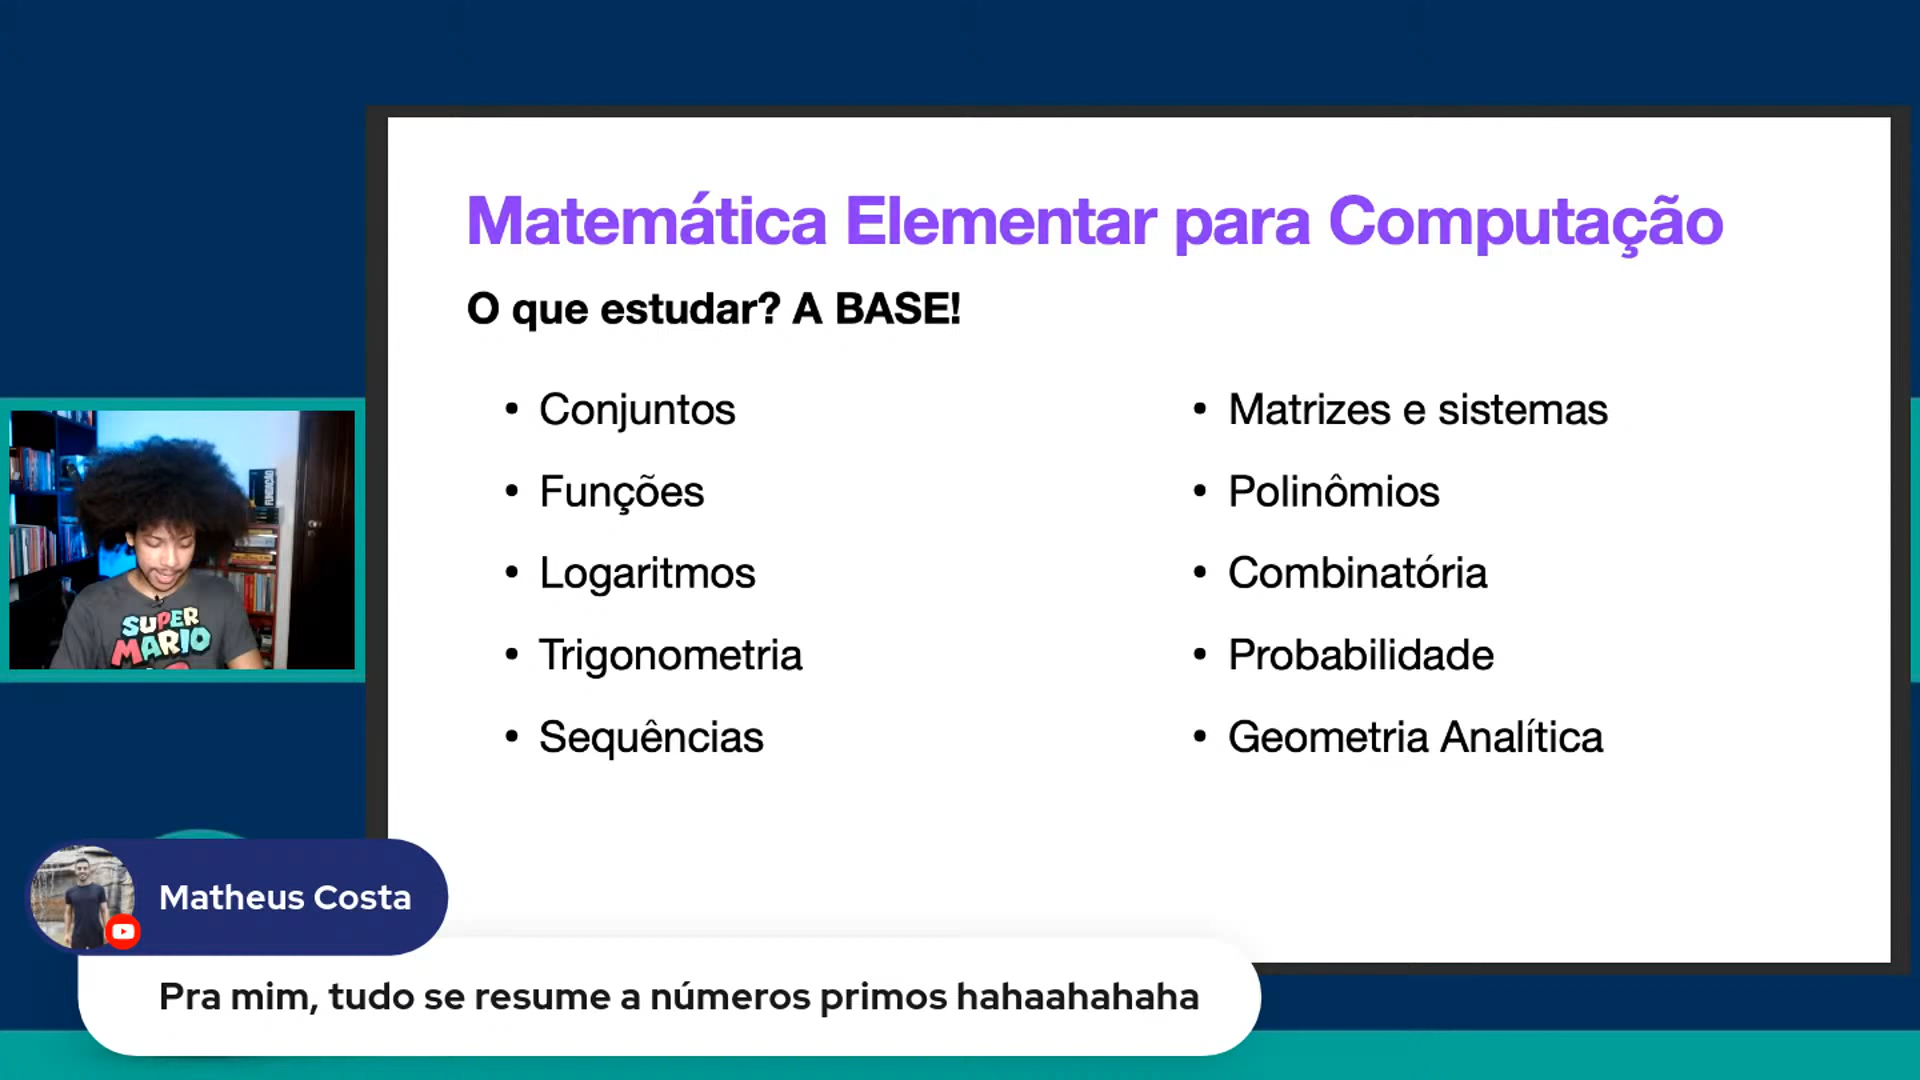 Matemática Elementar para Computação
O que estudar? A BASE!
• Conjuntos
• Funções
• Logaritmos
• Trigonometria
• Sequências
• Matrizes e sistemas
• Polinômios
• Combinatória
• Probabilidade
• Geometria Analítica
FUNDAÇÃO
SUPER
MARIO
Matheus Costa
Pra mim, tudo se resume a números primos hahaahahaha